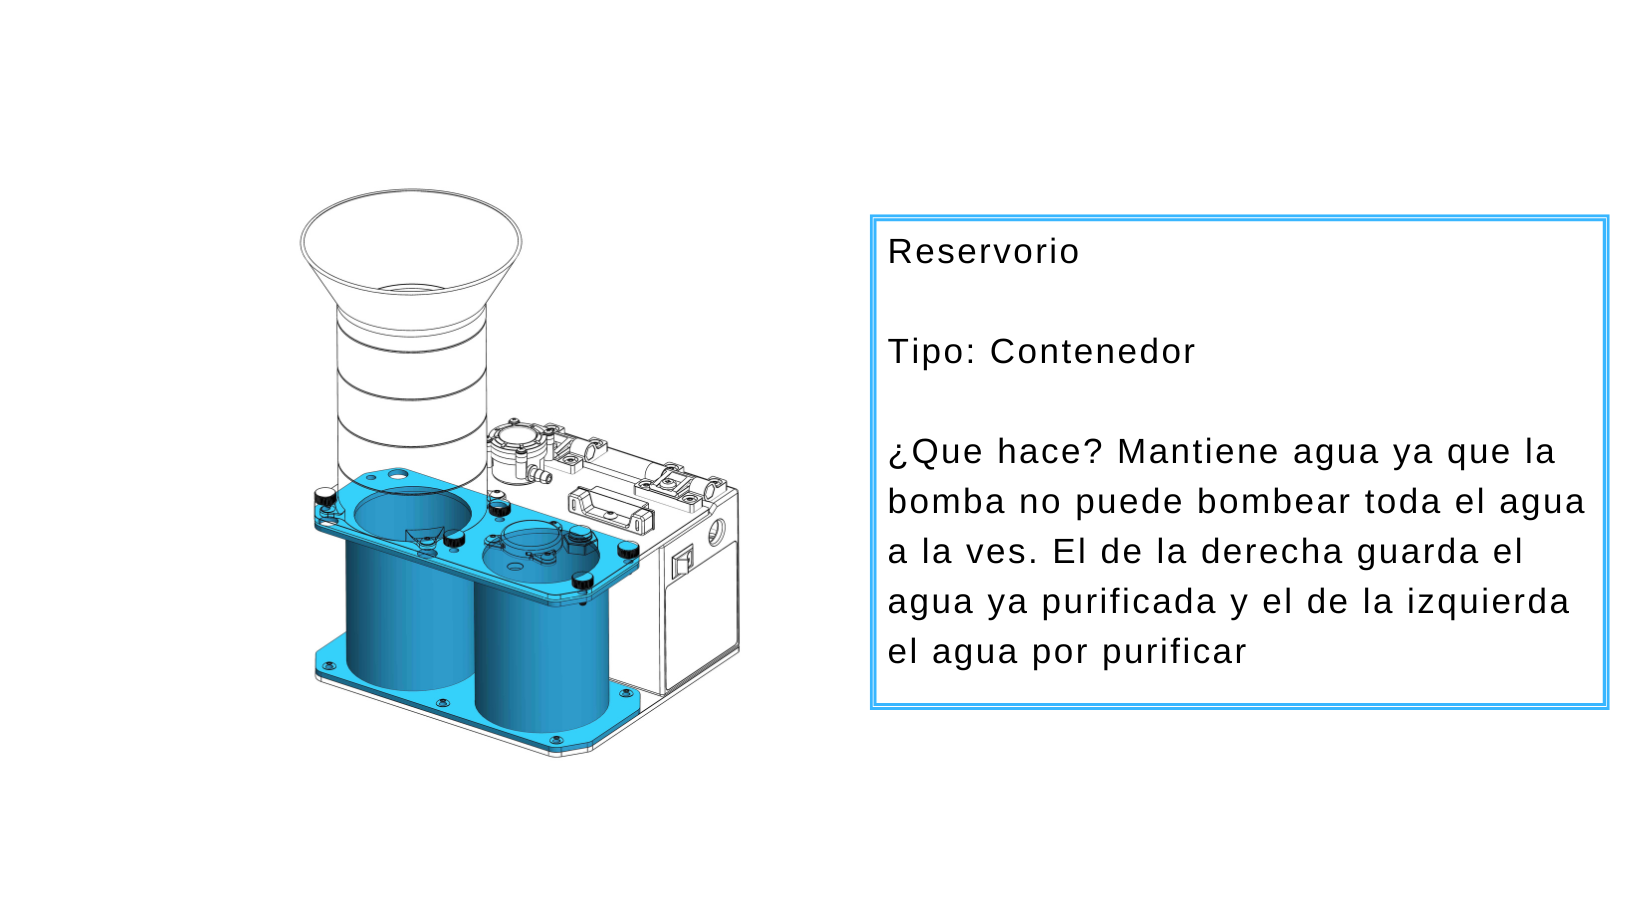 Reservorio
Tipo: Contenedor
¿Que hace? Mantiene agua ya que la
bomba no puede bombear toda el agua
a la ves. El de la derecha guarda el
agua ya purificada y el de la izquierda
el agua por purificar